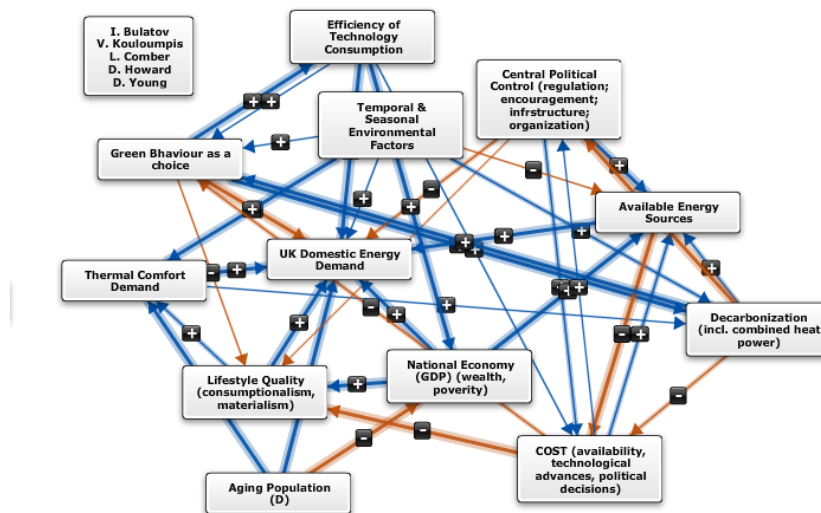 I. Bulatov
V. Kouloumpis
L. Comber
D. Howard
D. Young
Efficiency of
Technology
Consumption
Central Political
Control (regulation;
encouragement;
infrstructure;
organization)
Temporal &
Seasonal
Environmental
Factors
Green Bhaviour as a
choice
Available Energy
Sources
UK Domestic Energy
Demand
Thermal Comfort
Demand
Decarbonization
(incl. combined heat
power)
National Economy
(GDP) (wealth,
poverity)
Lifestyle Quality
(consumptionalism,
materialism)
COST (availability,
technological
advances, political
decisions)
Aging Population
(D)